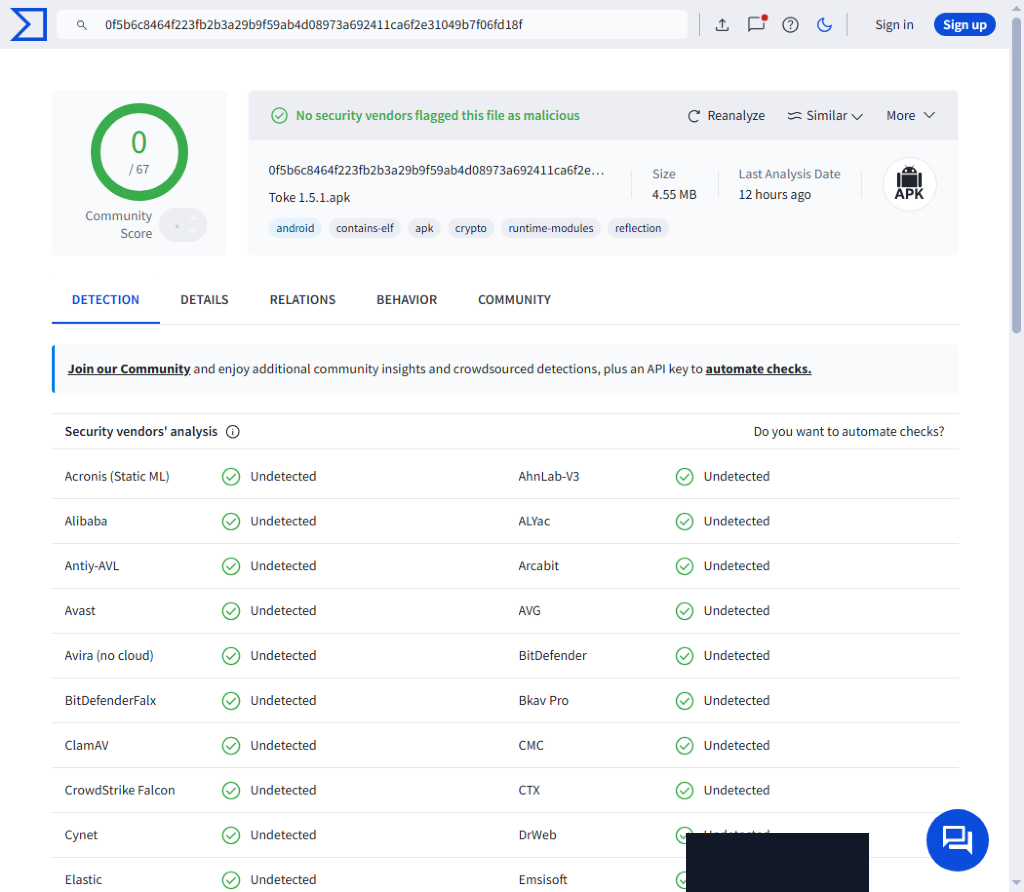 0f5b6c8464f223fb2b3a29b9f59ab4d08973a692411ca6f2e31049b7f06fd18f
Sign in
Sign up
0
/ 67
Community
Score
No security vendors flagged this file as malicious
Reanalyze
Similar
More
0f5b6c8464f223fb2b3a29b9f59ab4d08973a692411ca6f2e...
Toke 1.5.1.apk
Size
4.55 MB
Last Analysis Date
12 hours ago
APK
android
contains-elf
apk
crypto
runtime-modules
reflection
DETECTION
DETAILS
RELATIONS
BEHAVIOR
COMMUNITY
Join our Community and enjoy additional community insights and crowdsourced detections, plus an API key to automate checks.
Security vendors' analysis
Do you want to automate checks?
Acronis (Static ML) Undetected AhnLab-V3 Undetected
Alibaba Undetected ALYac Undetected
Antiy-AVL Undetected Arcabit Undetected
Avast Undetected AVG Undetected
Avira (no cloud) Undetected BitDefender Undetected
BitDefenderFalx Undetected Bkav Pro Undetected
ClamAV Undetected CMC Undetected
CrowdStrike Falcon Undetected CTX Undetected
Cynet Undetected DrWeb
Elastic Undetected Emsisoft